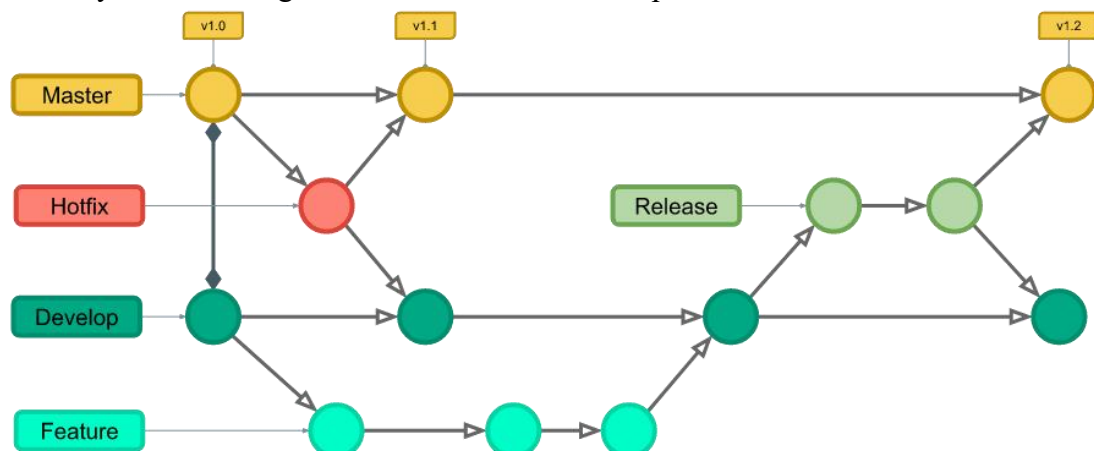 v1.0
v1.1
v1.2
Master
Hotfix
Release
Develop
Feature